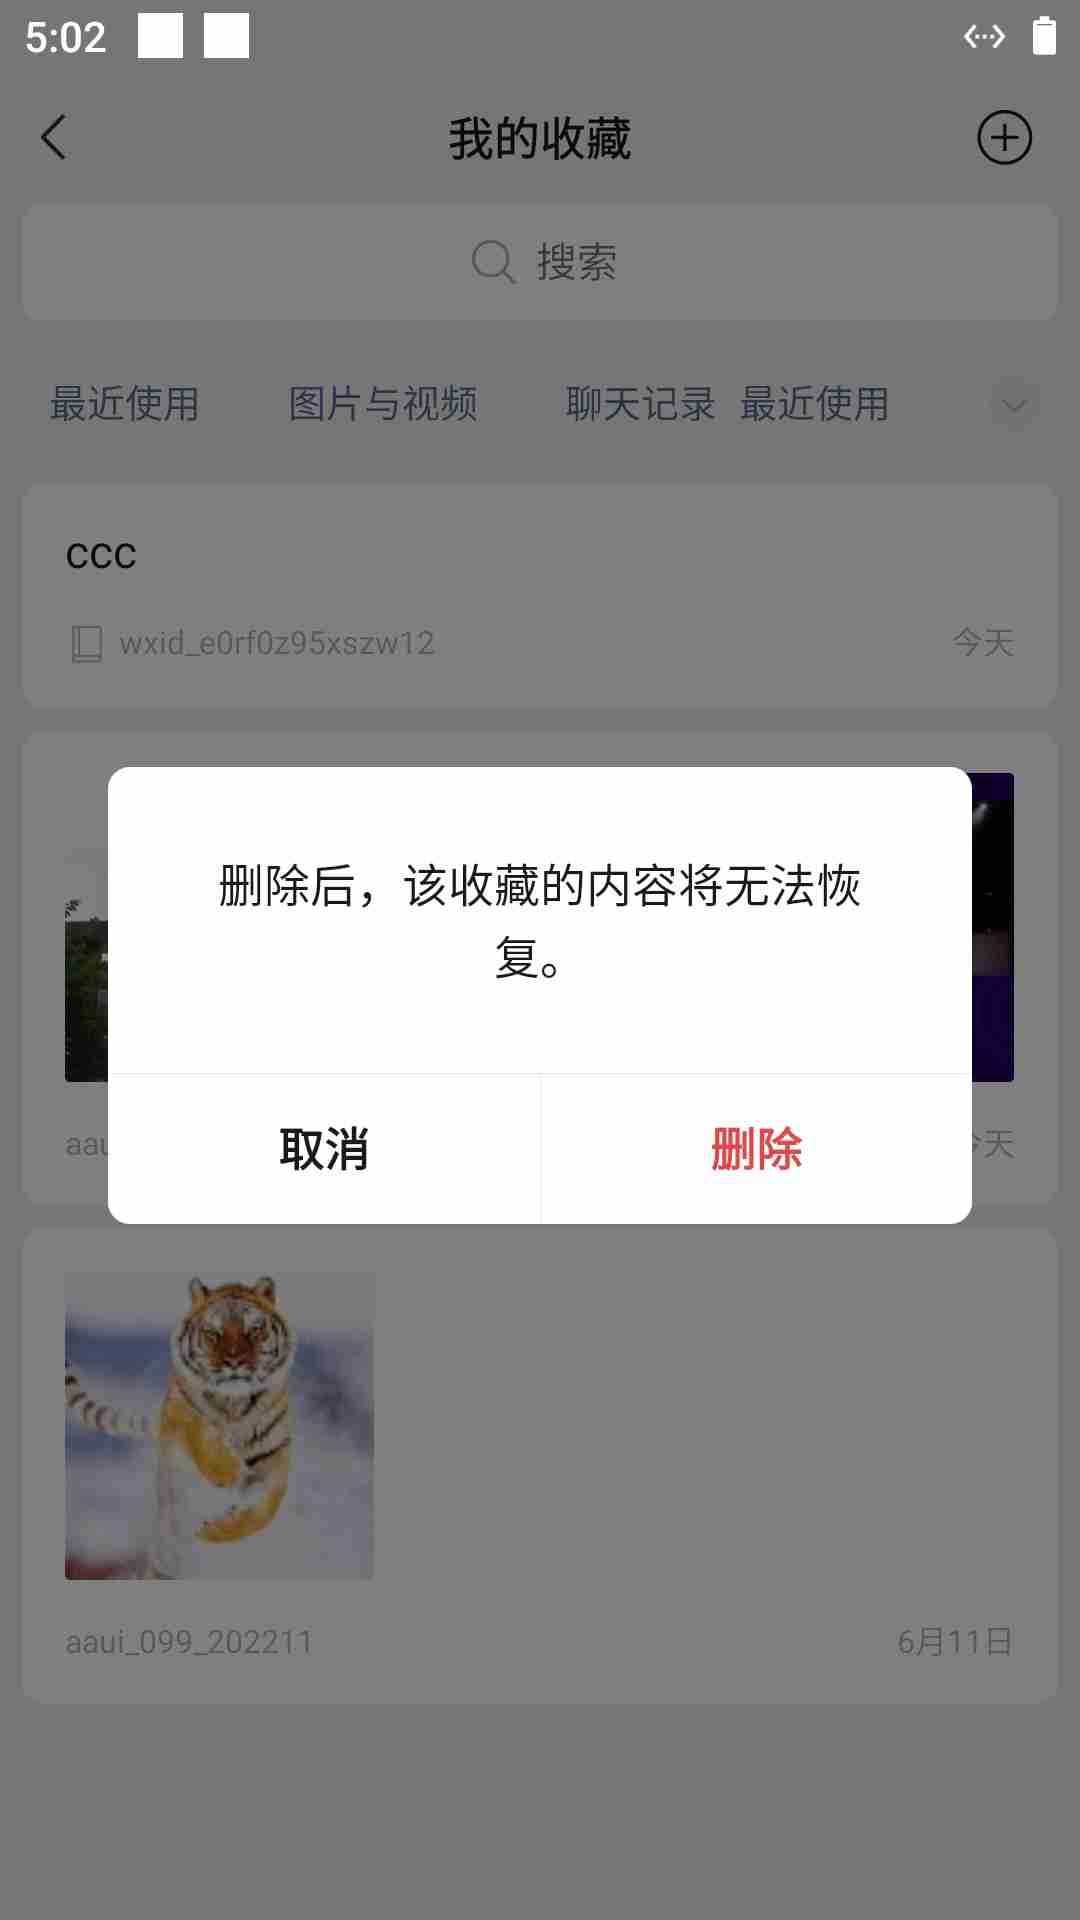 5:02
我的收藏
搜索
最近使用 图片与视频 聊天记录 最近使用
ccc
wxid_e0rf0z95xszw12 今天
删除后，该收藏的内容将无法恢
复。
取消 删除
aau 今天
aaui_099_202211 6月11日